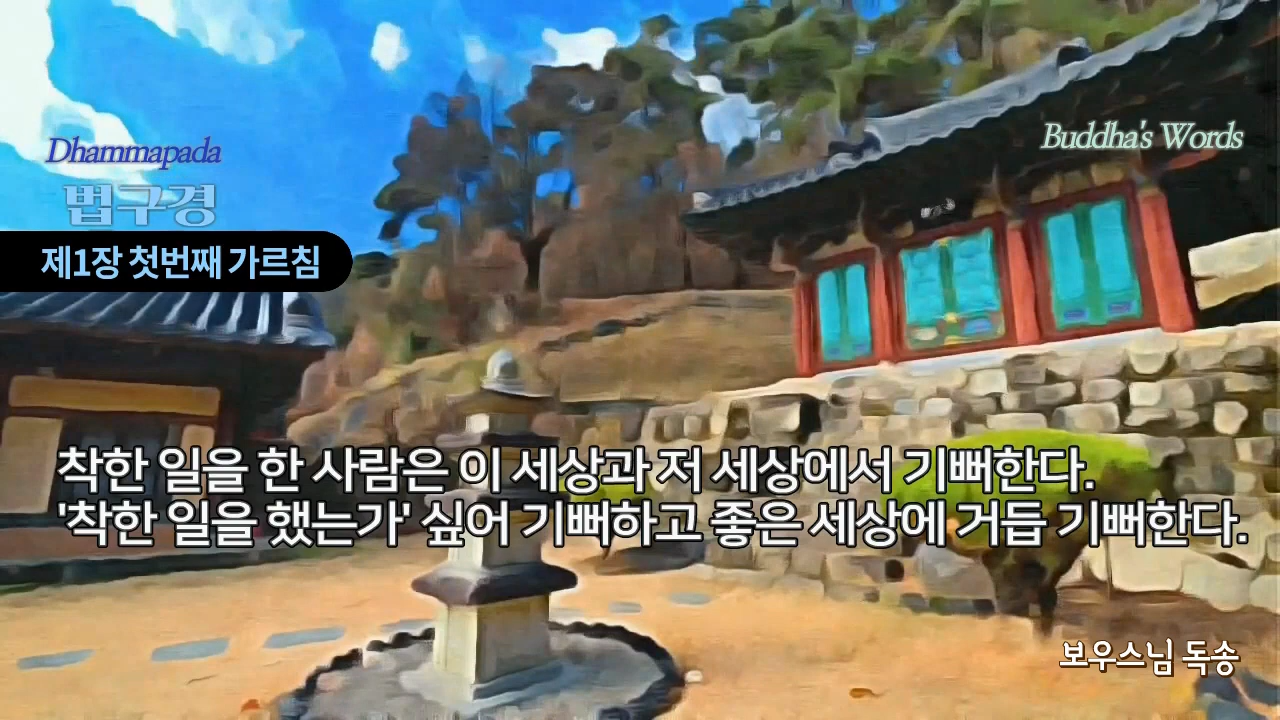 Dhammapada
Buddha's Words
법구경
제1장 첫번째 가르침
착한 일을 한 사람은 이 세상과 저 세상에서 기뻐한다.
'착한 일을 했는가' 싶어 기뻐하고 좋은 세상에 거듭 기뻐한다.
보우스님 독송